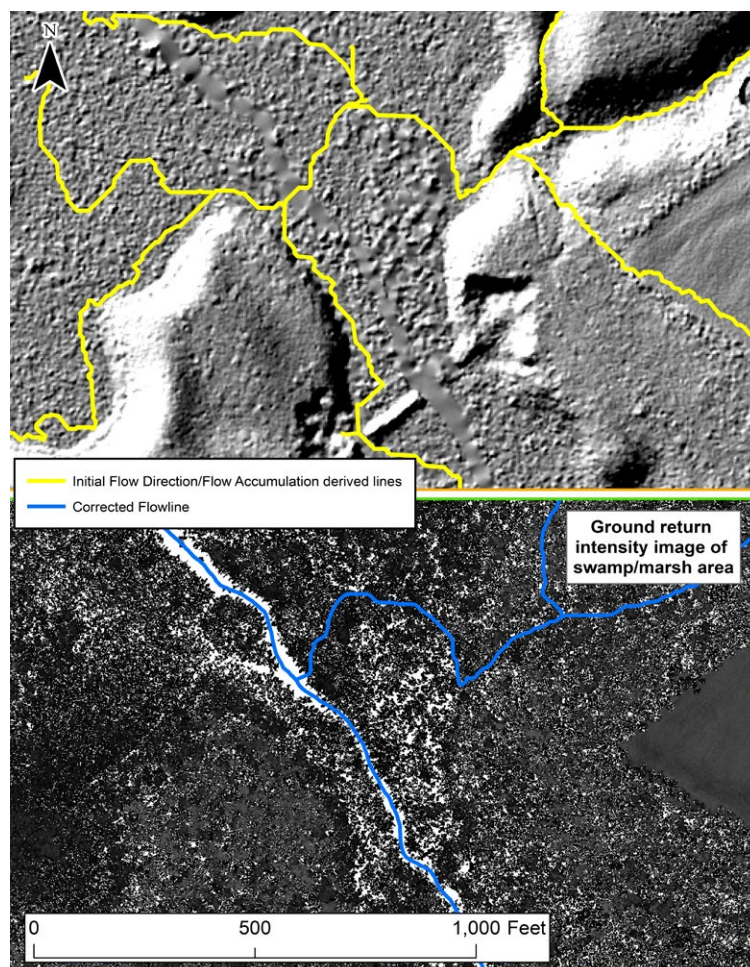 N
Initial Flow Direction/Flow Accumulation derived lines
Corrected Flowline
Ground return
intensity image of
swamp/marsh area
0 500 1,000 Feet